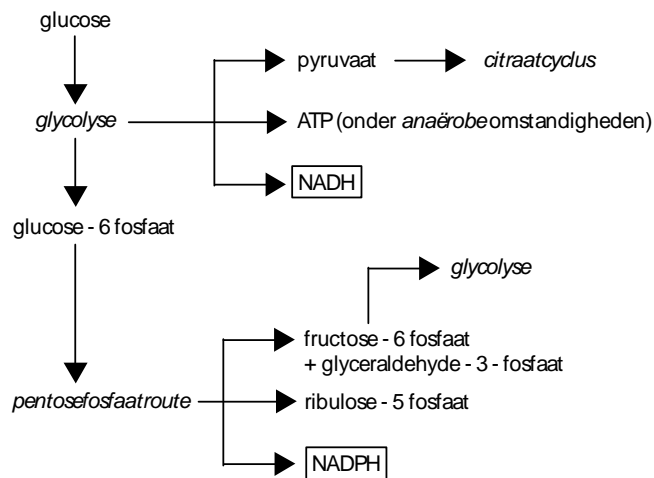 glucose
pyruvaat
citraatcyclus
glycolyse
ATP (onder anaërobe omstandigheden)
NADH
glucose - 6 fosfaat
glycolyse
fructose - 6 fosfaat
+ glyceraldehyde - 3 - fosfaat
pentosefosfaatroute
ribulose - 5 fosfaat
NADPH